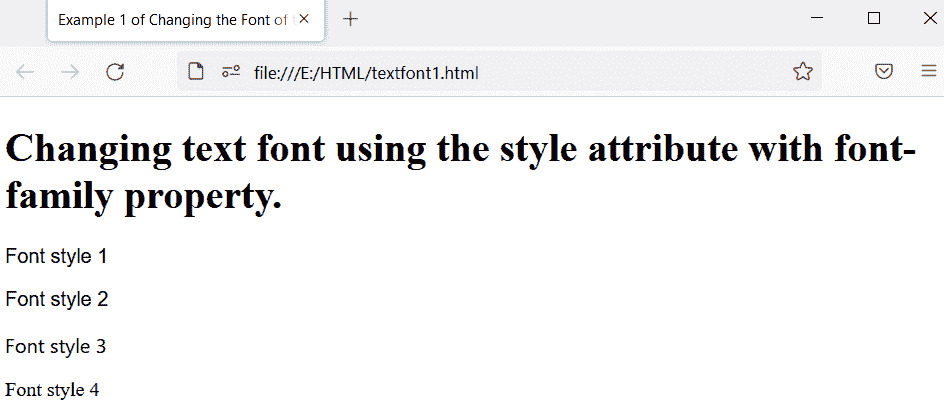 Example 1 of Changing the Font of
file:///E:/HTML/textfont1.html
Changing text font using the style attribute with font-
family property.
Font style 1
Font style 2
Font style 3
Font style 4